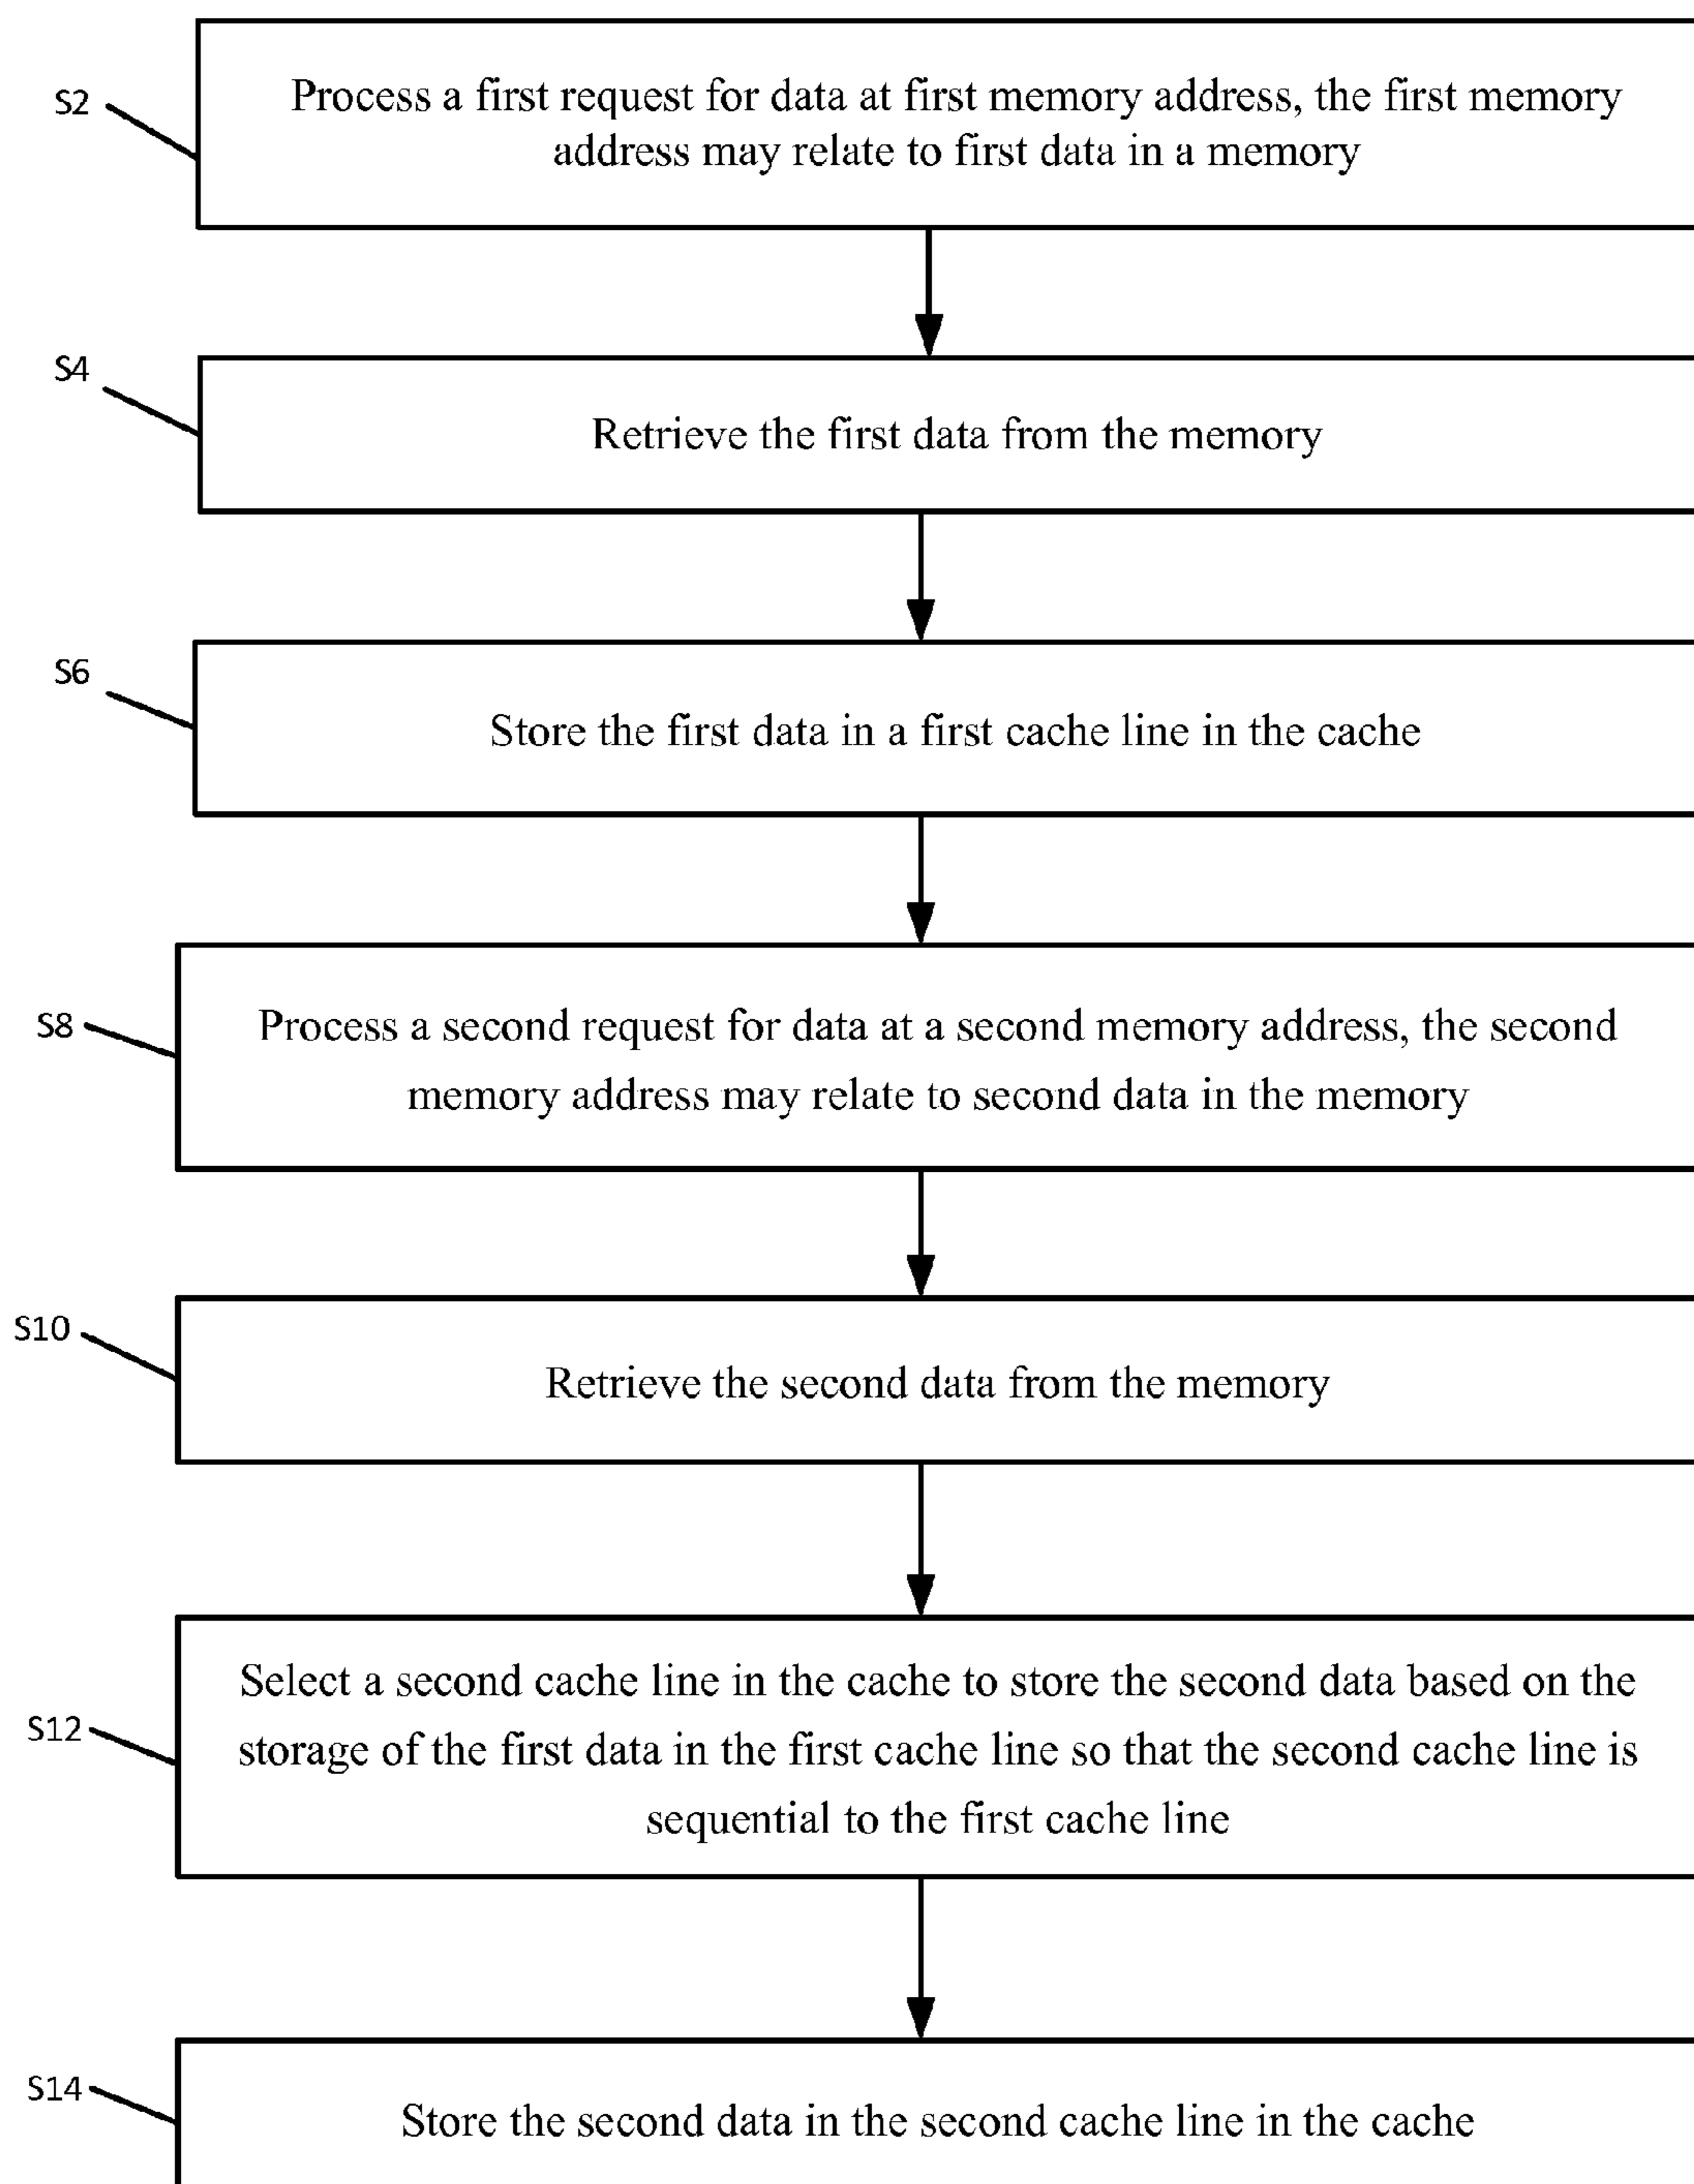 S2
Process a first request for data at first memory address, the first memory
address may relate to first data in a memory
S4
Retrieve the first data from the memory
S6
Store the first data in a first cache line in the cache
S8
Process a second request for data at a second memory address, the second
memory address may relate to second data in the memory
S10
Retrieve the second data from the memory
S12
Select a second cache line in the cache to store the second data based on the
storage of the first data in the first cache line so that the second cache line is
sequential to the first cache line
S14
Store the second data in the second cache line in the cache